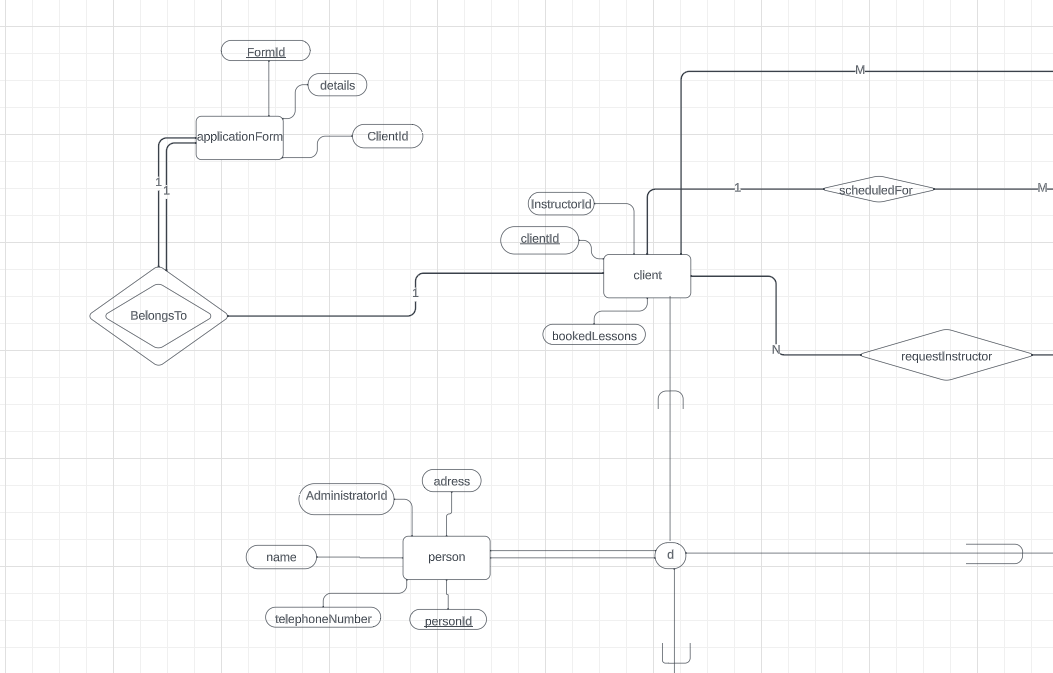 FormId
details
applicationForm
ClientId
1
1
BelongsTo
1
M
1
scheduledFor
M
InstructorId
clientId
client
bookedLessons
N
requestInstructor
adress
AdministratorId
name
person
d
telephoneNumber
personId